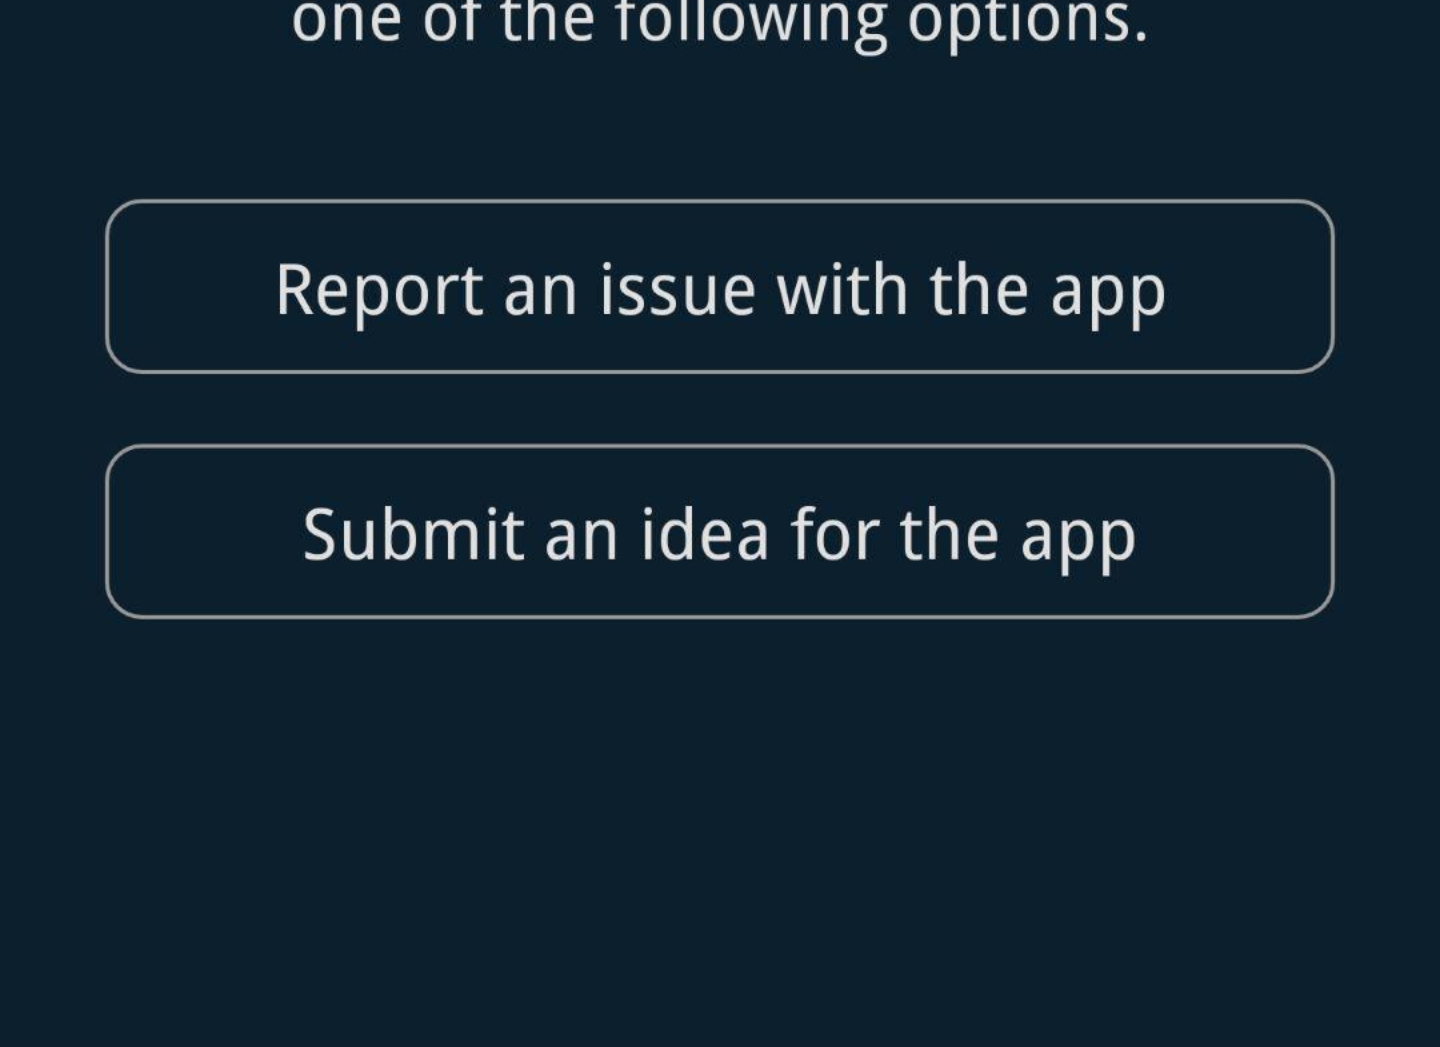 one of the following options.
Report an issue with the app
Submit an idea for the app